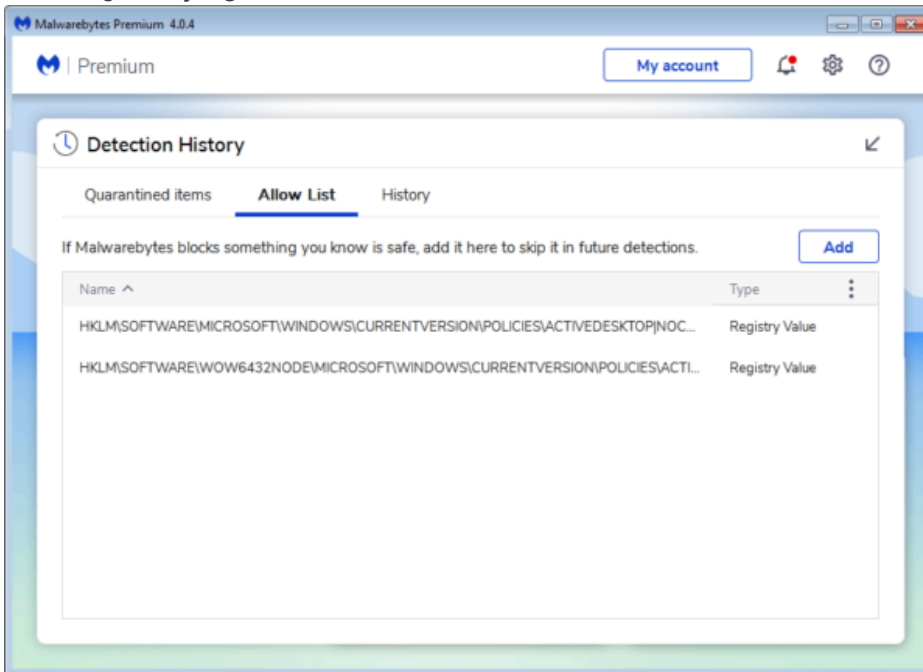 Malwarebytes Premium 4.0.4
Premium
My account
Detection History
Quarantined items Allow List History
If Malwarebytes blocks something you know is safe, add it here to skip it in future detections.
Add
Name Type
HKLM\SOFTWARE\MICROSOFT\WINDOWS\CURRENTVERSION\POLICIES\ACTIVEDESKTOP|NOC... Registry Value
HKLM\SOFTWARE\WOW6432NODE\MICROSOFT\WINDOWS\CURRENTVERSION\POLICIES\ACTI... Registry Value